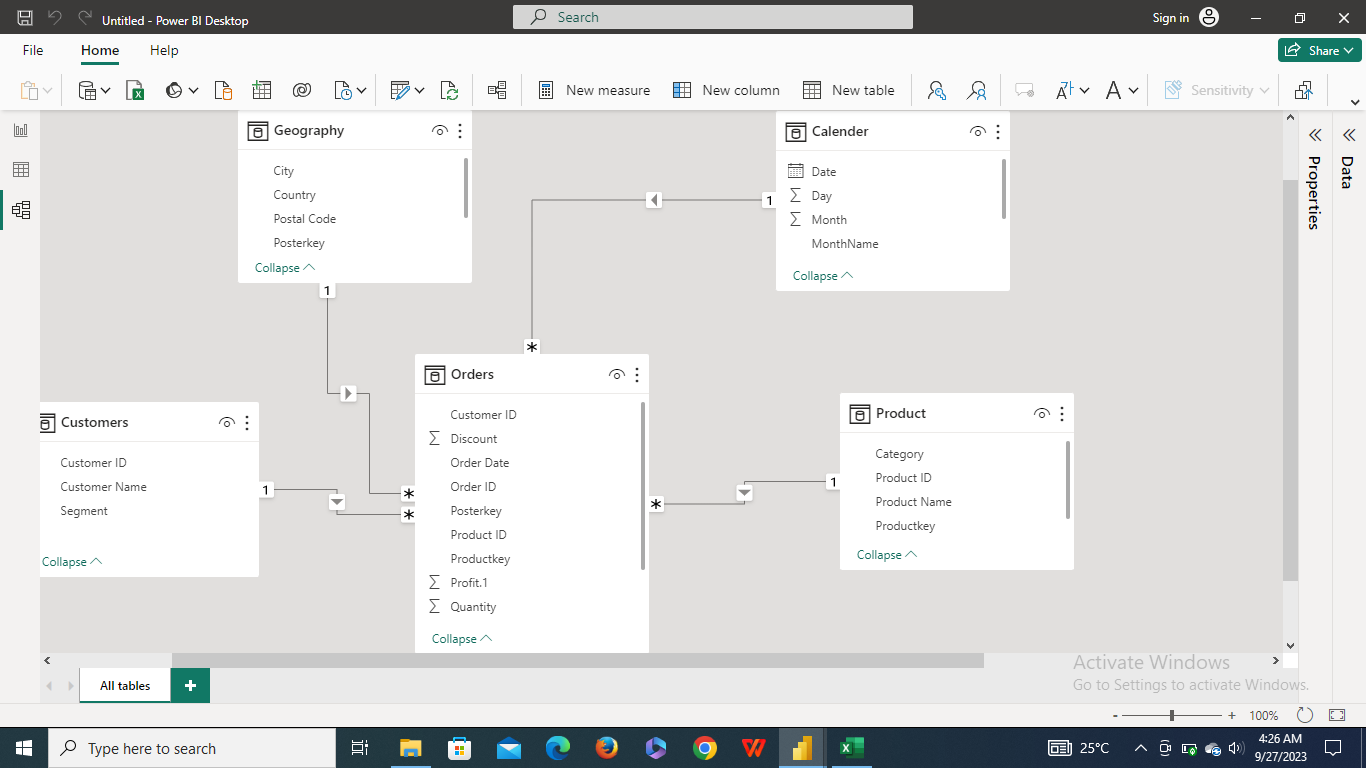 Untitled - Power BI Desktop
Search
Sign in
File
Home
Help
Share
New measure
New column
New table
Sensitivity
Geography
City
Country
Postal Code
Posterkey
Collapse
1
Calender
Date
Day
Month
MonthName
Collapse
1
*
Orders
Customer ID
Discount
Order Date
Order ID
Posterkey
Product ID
Productkey
Profit.1
Quantity
Collapse
Customers
Customer ID
Customer Name
Segment
Collapse
1
*
*
Product
Category
Product ID
Product Name
Productkey
Collapse
1
*
Properties
Data
All tables
Activate Windows
Go to Settings to activate Windows.
- + 100%
Type here to search
25°C
4:26 AM
9/27/2023